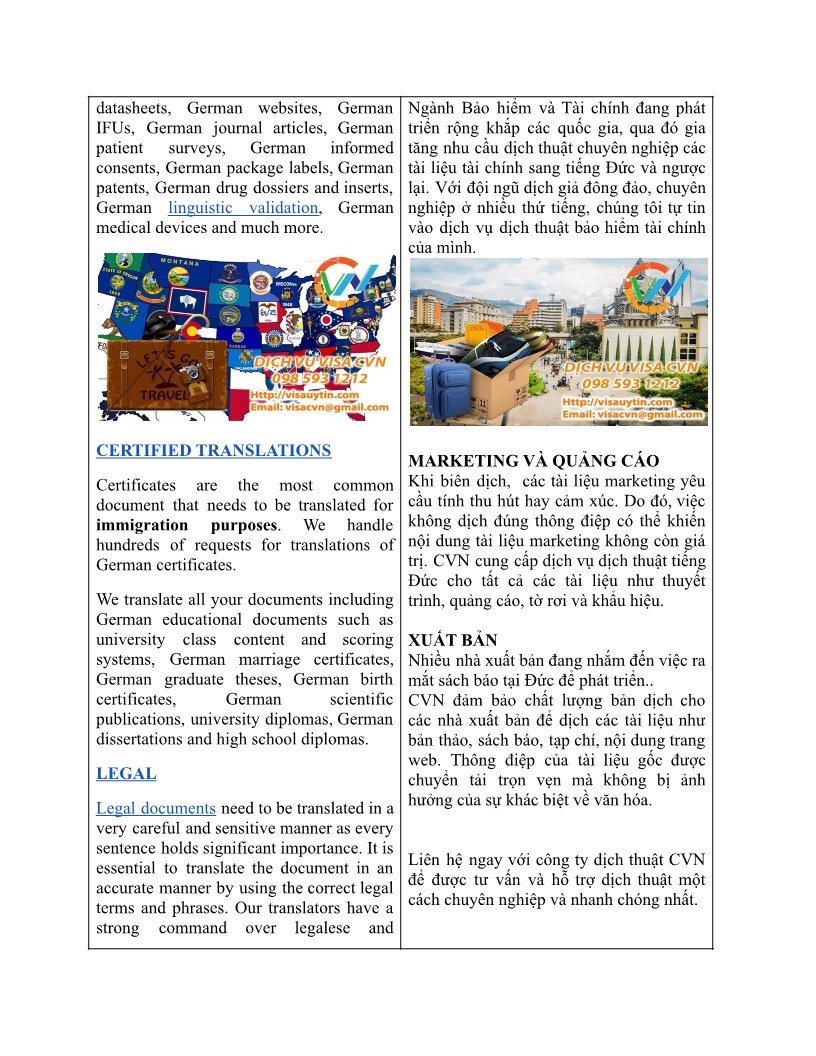 datasheets, German websites, German
IFUs, German journal articles, German
patient surveys, German informed
consents, German package labels, German
patents, German drug dossiers and inserts,
German linguistic validation, German
medical devices and much more.
MONTANA
LET'S GO
TRAVEL
DỊCH VỤ VISA CVN
098 593 1212
Http://visauytin.com
Email: visacvn@gmail.com
CERTIFIED TRANSLATIONS
Certificates are the most common
document that needs to be translated for
immigration purposes. We handle
hundreds of requests for translations of
German certificates.
We translate all your documents including
German educational documents such as
university class content and scoring
systems, German marriage certificates,
German graduate theses, German birth
certificates, German scientific
publications, university diplomas, German
dissertations and high school diplomas.
LEGAL
Legal documents need to be translated in a
very careful and sensitive manner as every
sentence holds significant importance. It is
essential to translate the document in an
accurate manner by using the correct legal
terms and phrases. Our translators have a
strong command over legalese and
Ngành Bảo hiểm và Tài chính đang phát
triển rộng khắp các quốc gia, qua đó gia
tăng nhu cầu dịch thuật chuyên nghiệp các
tài liệu tài chính sang tiếng Đức và ngược
lại. Với đội ngũ dịch giả đông đảo, chuyên
nghiệp ở nhiều thứ tiếng, chúng tôi tự tin
vào dịch vụ dịch thuật bảo hiểm tài chính
của mình.
DỊCH VỤ VISA CVN
098 593 1212
Http://visauytin.com
Email: visacvn@gmail.com
MARKETING VÀ QUẢNG CÁO
Khi biên dịch, các tài liệu marketing yêu
cầu tính thu hút hay cảm xúc. Do đó, việc
không dịch đúng thông điệp có thể khiến
nội dung tài liệu marketing không còn giá
trị. CVN cung cấp dịch vụ dịch thuật tiếng
Đức cho tất cả các tài liệu như thuyết
trình, quảng cáo, tờ rơi và khẩu hiệu.
XUẤT BẢN
Nhiều nhà xuất bản đang nhắm đến việc ra
mắt sách báo tại Đức để phát triển..
CVN đảm bảo chất lượng bản dịch cho
các nhà xuất bản để dịch các tài liệu như
bản thảo, sách báo, tạp chí, nội dung trang
web. Thông điệp của tài liệu gốc được
chuyển tải trọn vẹn mà không bị ảnh
hưởng của sự khác biệt về văn hóa.
Liên hệ ngay với công ty dịch thuật CVN
để được tư vấn và hỗ trợ dịch thuật một
cách chuyên nghiệp và nhanh chóng nhất.